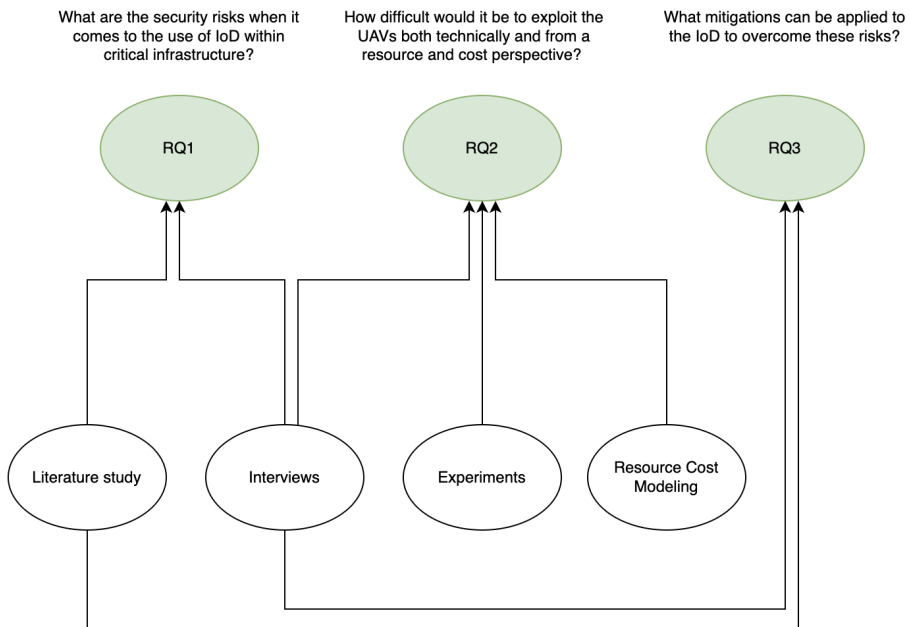 What are the security risks when it
comes to the use of IoD within
critical infrastructure?
How difficult would it be to exploit the
UAVs both technically and from a
resource and cost perspective?
What mitigations can be applied to
the IoD to overcome these risks?
RQ1
RQ2
RQ3
Literature study
Interviews
Experiments
Resource Cost
Modeling